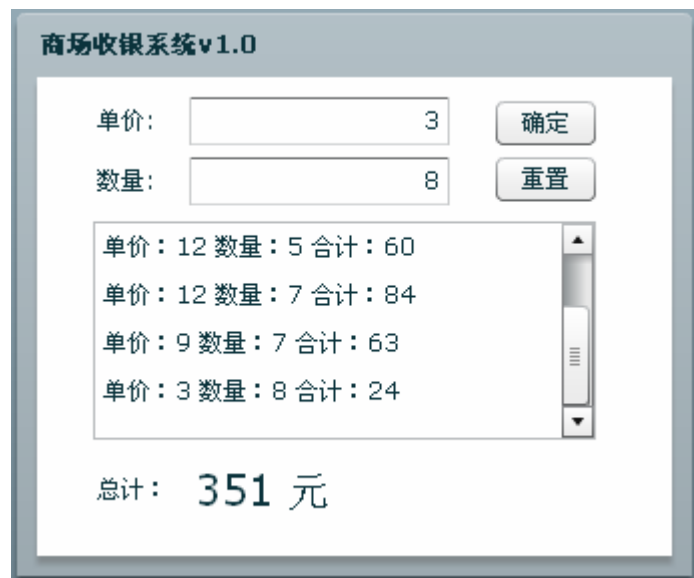 商场收银系统v1.0
单价: 3 确定
数量: 8 重置
单价：12 数量：5 合计：60
单价：12 数量：7 合计：84
单价：9 数量：7 合计：63
单价：3 数量：8 合计：24
总计： 351 元